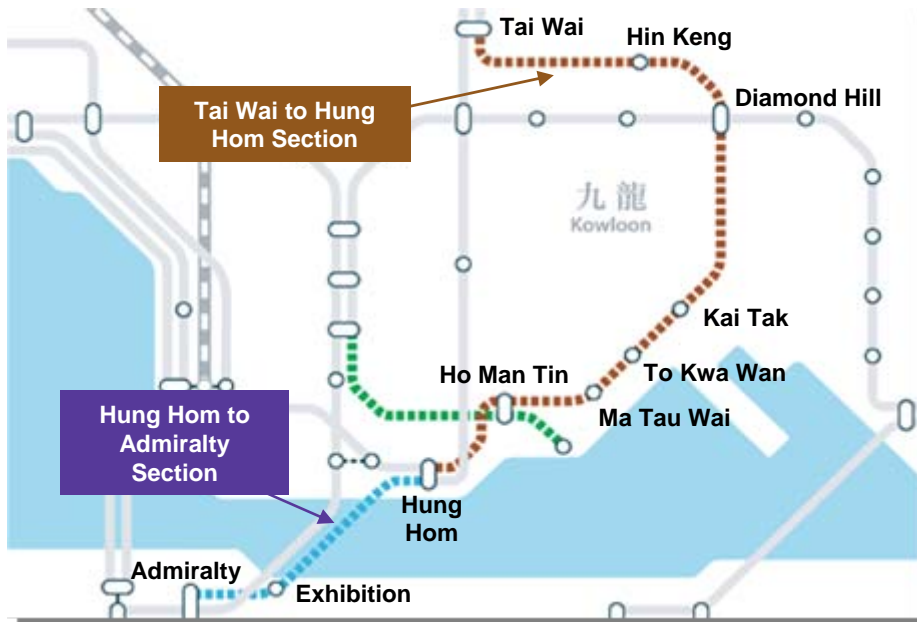 Tai Wai
Hin Keng
Tai Wai to Hung
Hom Section
Diamond Hill
九龍
Kowloon
Kai Tak
Ho Man Tin
To Kwa Wan
Hung Hom to
Admiralty
Section
Ma Tau Wai
Hung
Hom
Admiralty
Exhibition